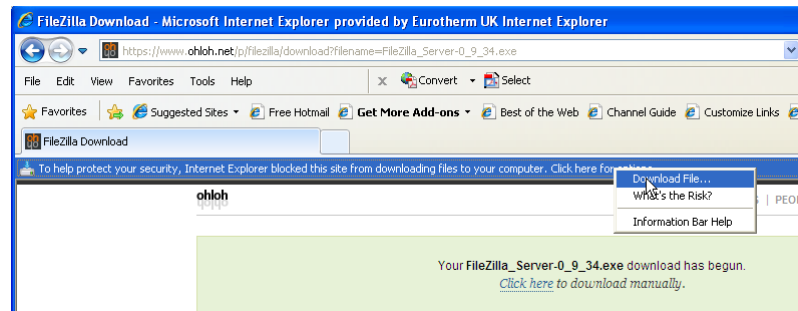 FileZilla Download - Microsoft Internet Explorer provided by Eurotherm UK Internet Explorer
https://www.ohloh.net/p/filezilla/download?filename=FileZilla_Server-0_9_34.exe
File Edit View Favorites Tools Help x Convert Select
Favorites Suggested Sites Free Hotmail Get More Add-ons Best of the Web Channel Guide Customize Links
FileZilla Download
To help protect your security, Internet Explorer blocked this site from downloading files to your computer. Click here for options...
Download File...
What's the Risk?
Information Bar Help
ohloh
| PEO
Your FileZilla_Server-0_9_34.exe download has begun.
Click here to download manually.